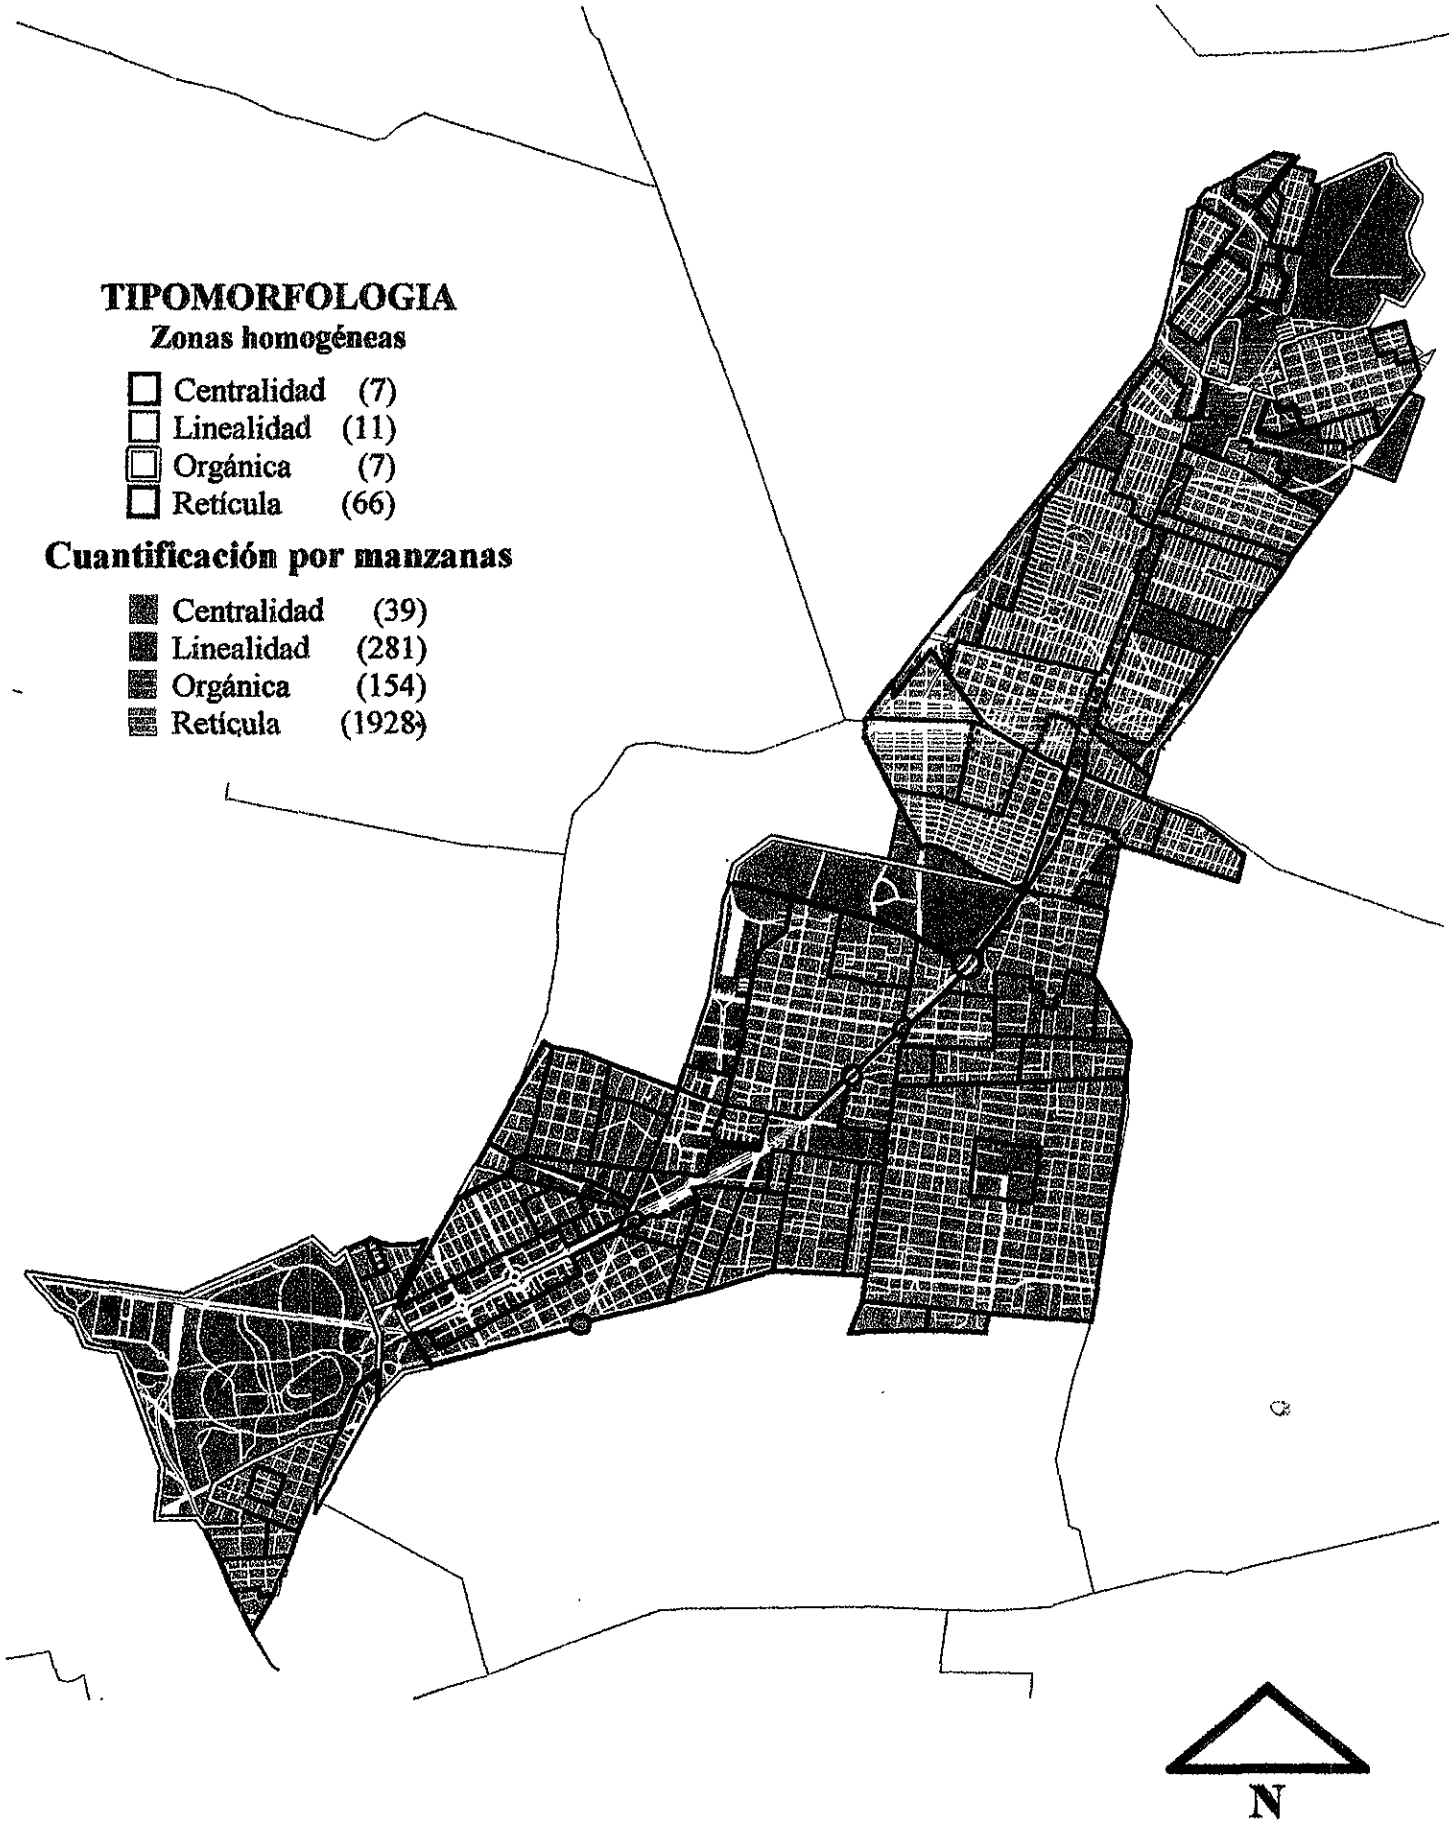 TIPOMORFOLOGIA
Zonas homogéneas
Centralidad (7)
Linealidad (11)
Orgánica (7)
Retícula (66)
Cuantificación por manzanas
Centralidad (39)
Linealidad (281)
Orgánica (154)
Retícula (1928)
N